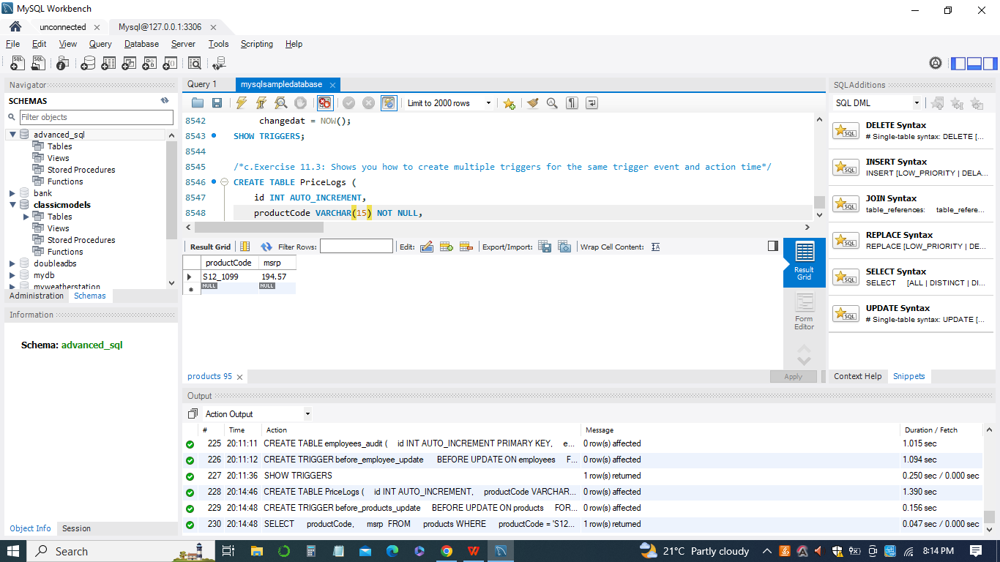 MySQL Workbench
unconnected
Mysql@127.0.0.1:3306
File Edit View Query Database Server Tools Scripting Help
Navigator
SCHEMAS
Filter objects
advanced_sql
Tables
Views
Stored Procedures
Functions
bank
classicmodels
Tables
Views
Stored Procedures
Functions
doubleadbs
mydb
myweatherstation
Administration Schemas
Information
Schema: advanced_sql
Object Info Session
Query 1 mysqlsampledatabase
Limit to 2000 rows
8542 changedat = NOW();
8543 SHOW TRIGGERS;
8544
8545 /*c.Exercise 11.3: Shows you how to create multiple triggers for the same trigger event and action time*/
8546 CREATE TABLE PriceLogs (
8547 id INT AUTO_INCREMENT,
8548 productCode VARCHAR(15) NOT NULL,
Result Grid Filter Rows: Edit: Export/Import: Wrap Cell Content:
productCode msrp
S12_1099 194.57
NULL NULL
Result Grid
Form Editor
products 95
Apply
Output
Action Output
# Time Action Message Duration / Fetch
225 20:11:11 CREATE TABLE employees_audit ( id INT AUTO_INCREMENT PRIMARY KEY, e... 0 row(s) affected 1.015 sec
226 20:11:12 CREATE TRIGGER before_employee_update BEFORE UPDATE ON employees F... 0 row(s) affected 1.094 sec
227 20:11:36 SHOW TRIGGERS 1 row(s) returned 0.250 sec / 0.000 sec
228 20:14:46 CREATE TABLE PriceLogs ( id INT AUTO_INCREMENT, productCode VARCHAR... 0 row(s) affected 1.390 sec
229 20:14:48 CREATE TRIGGER before_products_update BEFORE UPDATE ON products FOR... 0 row(s) affected 0.156 sec
230 20:14:48 SELECT productCode, msrp FROM products WHERE productCode = 'S12... 1 row(s) returned 0.047 sec / 0.000 sec
SQLAdditions
SQL DML
DELETE Syntax
# Single-table syntax: DELETE [...
INSERT Syntax
INSERT [LOW_PRIORITY | DELA...
JOIN Syntax
table_references: table_refere...
REPLACE Syntax
REPLACE [LOW_PRIORITY | DE...
SELECT Syntax
SELECT [ALL | DISTINCT | DI...
UPDATE Syntax
# Single-table syntax: UPDATE [...
Context Help Snippets
Search
21°C Partly cloudy
8:14 PM